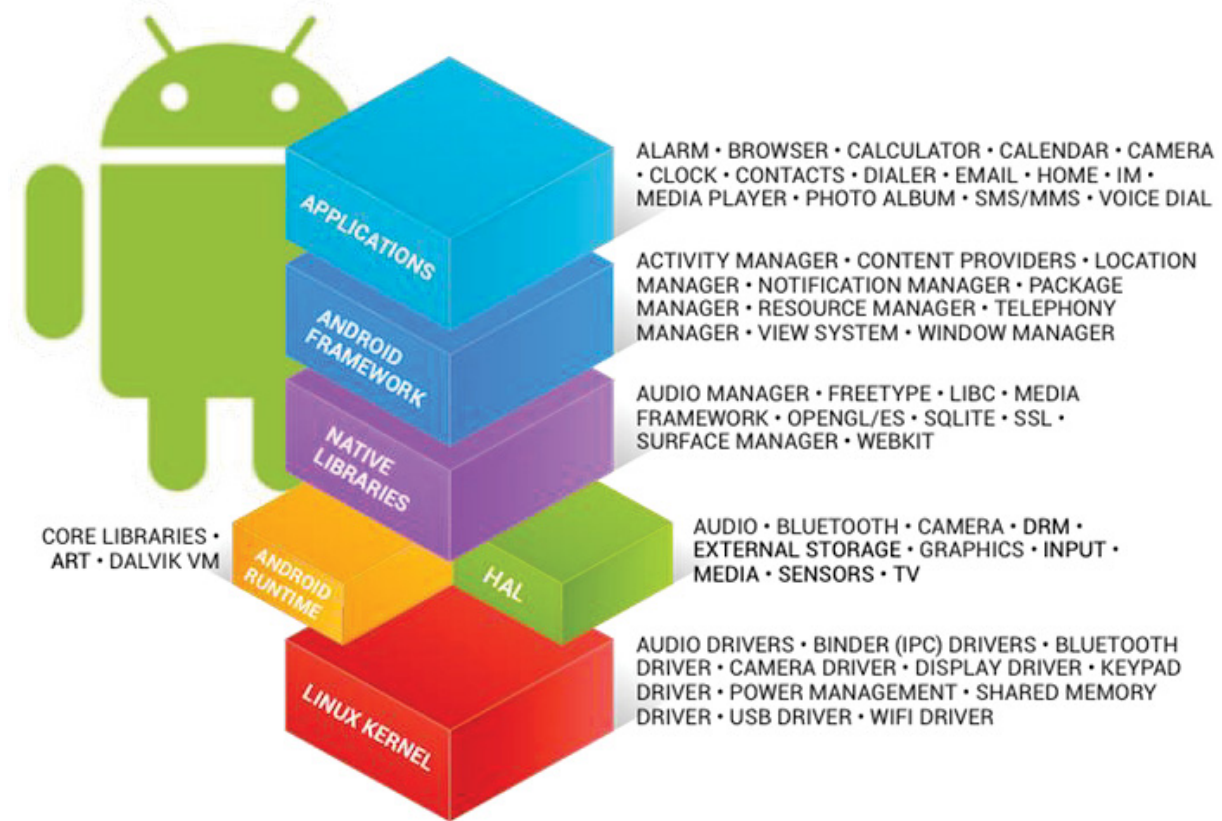 APPLICATIONS
ALARM • BROWSER • CALCULATOR • CALENDAR • CAMERA
• CLOCK • CONTACTS • DIALER • EMAIL • HOME • IM •
MEDIA PLAYER • PHOTO ALBUM • SMS/MMS • VOICE DIAL
ANDROID
FRAMEWORK
ACTIVITY MANAGER • CONTENT PROVIDERS • LOCATION
MANAGER • NOTIFICATION MANAGER • PACKAGE
MANAGER • RESOURCE MANAGER • TELEPHONY
MANAGER • VIEW SYSTEM • WINDOW MANAGER
NATIVE
LIBRARIES
AUDIO MANAGER • FREETYPE • LIBC • MEDIA
FRAMEWORK • OPENGL/ES • SQLITE • SSL •
SURFACE MANAGER • WEBKIT
CORE LIBRARIES •
ART • DALVIK VM
ANDROID
RUNTIME
HAL
AUDIO • BLUETOOTH • CAMERA • DRM •
EXTERNAL STORAGE • GRAPHICS • INPUT •
MEDIA • SENSORS • TV
LINUX KERNEL
AUDIO DRIVERS • BINDER (IPC) DRIVERS • BLUETOOTH
DRIVER • CAMERA DRIVER • DISPLAY DRIVER • KEYPAD
DRIVER • POWER MANAGEMENT • SHARED MEMORY
DRIVER • USB DRIVER • WIFI DRIVER